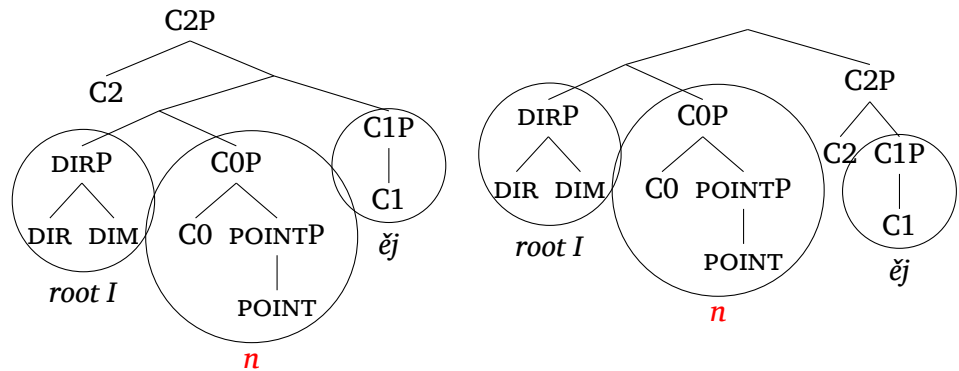 C2P
C2
DIRP
C0P
C1P
DIR DIM
C0 POINTP
C1
root I
POINT
ěj
n
C2P
DIRP
C0P
C2 C1P
DIR DIM
C0 POINTP
C1
root I
POINT
ěj
n